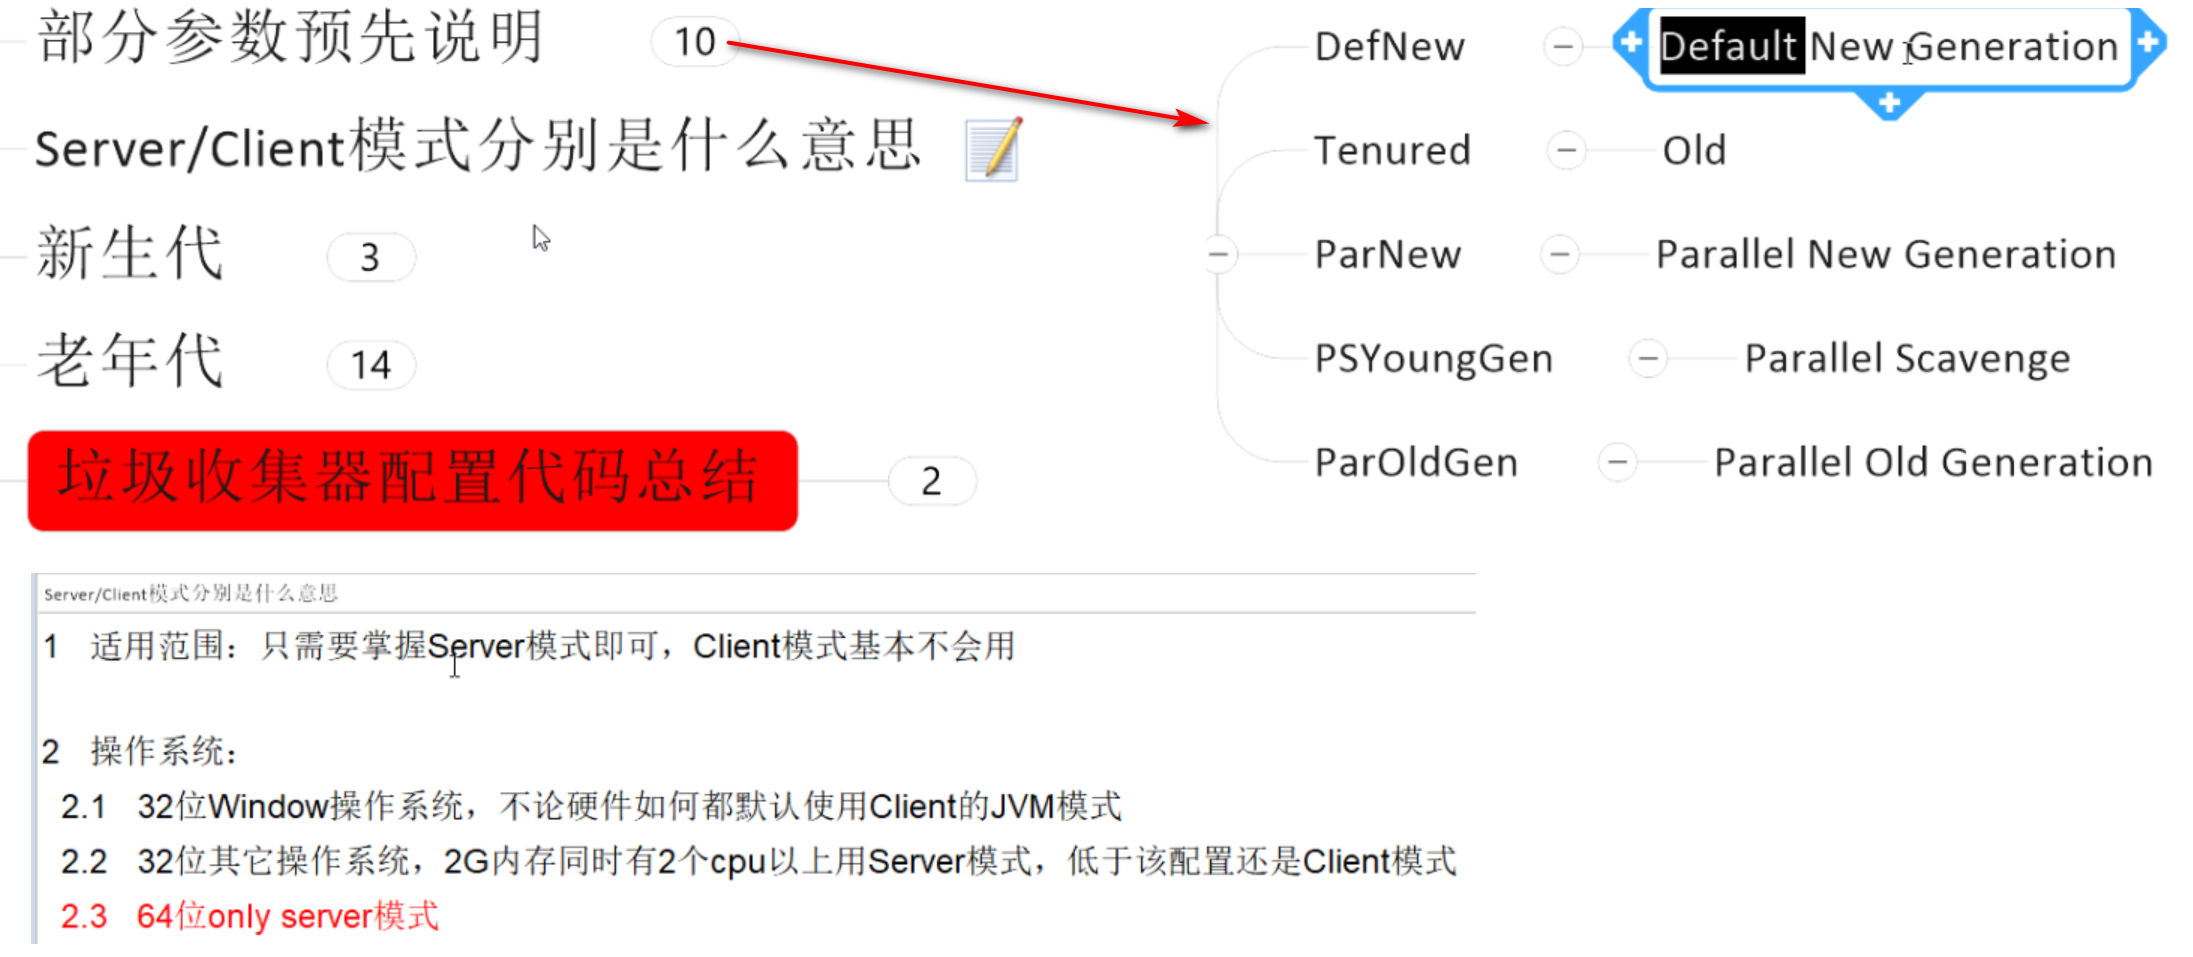 部分参数预先说明 10
Server/Client模式分别是什么意思
新生代 3
老年代 14
垃圾收集器配置代码总结 2
DefNew Default New Generation
Tenured Old
ParNew Parallel New Generation
PSYoungGen Parallel Scavenge
ParOldGen Parallel Old Generation
Server/Client模式分别是什么意思
1 适用范围：只需要掌握Server模式即可，Client模式基本不会用
2 操作系统：
2.1 32位Window操作系统，不论硬件如何都默认使用Client的JVM模式
2.2 32位其它操作系统，2G内存同时有2个cpu以上用Server模式，低于该配置还是Client模式
2.3 64位only server模式